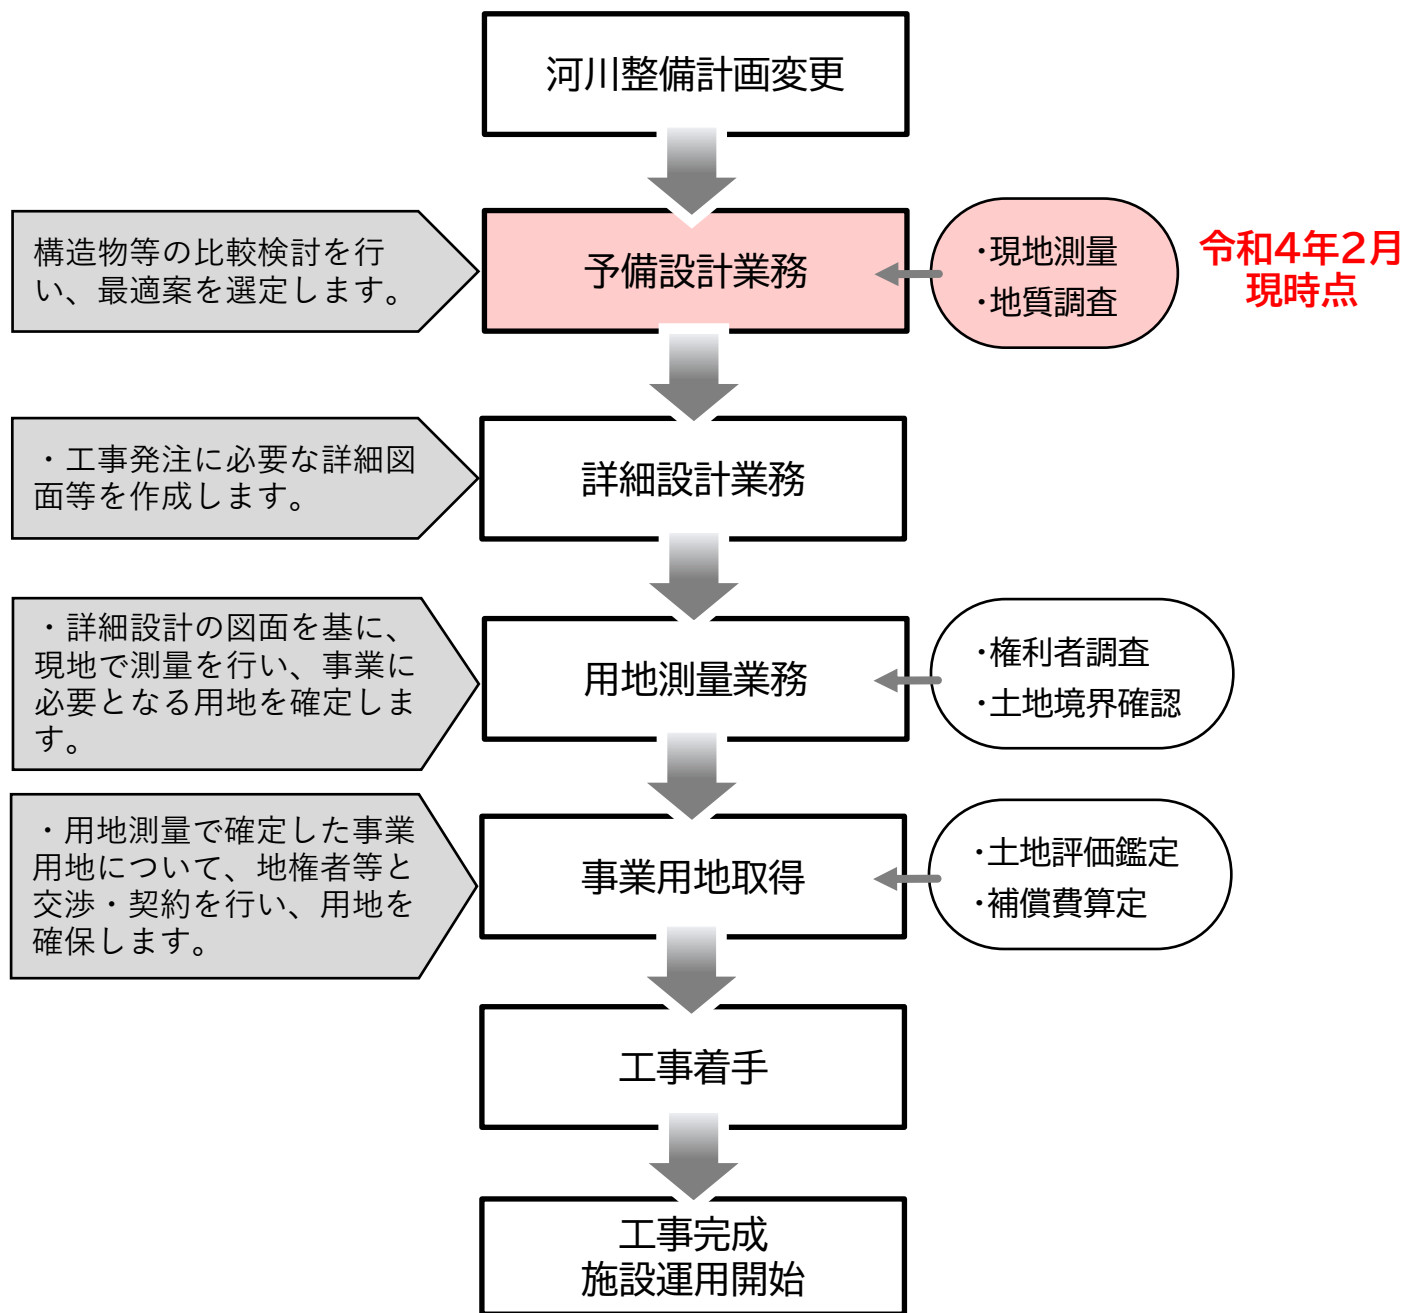 河川整備計画変更
構造物等の比較検討を行
い、最適案を選定します。
予備設計業務
・現地測量
・地質調査
令和4年2月
現時点
・工事発注に必要な詳細図
面等を作成します。
詳細設計業務
・詳細設計の図面を基に、
現地で測量を行い、事業に
必要となる用地を確定しま
す。
用地測量業務
・権利者調査
・土地境界確認
・用地測量で確定した事業
用地について、地権者等と
交渉・契約を行い、用地を
確保します。
事業用地取得
・土地評価鑑定
・補償費算定
工事着手
工事完成
施設運用開始